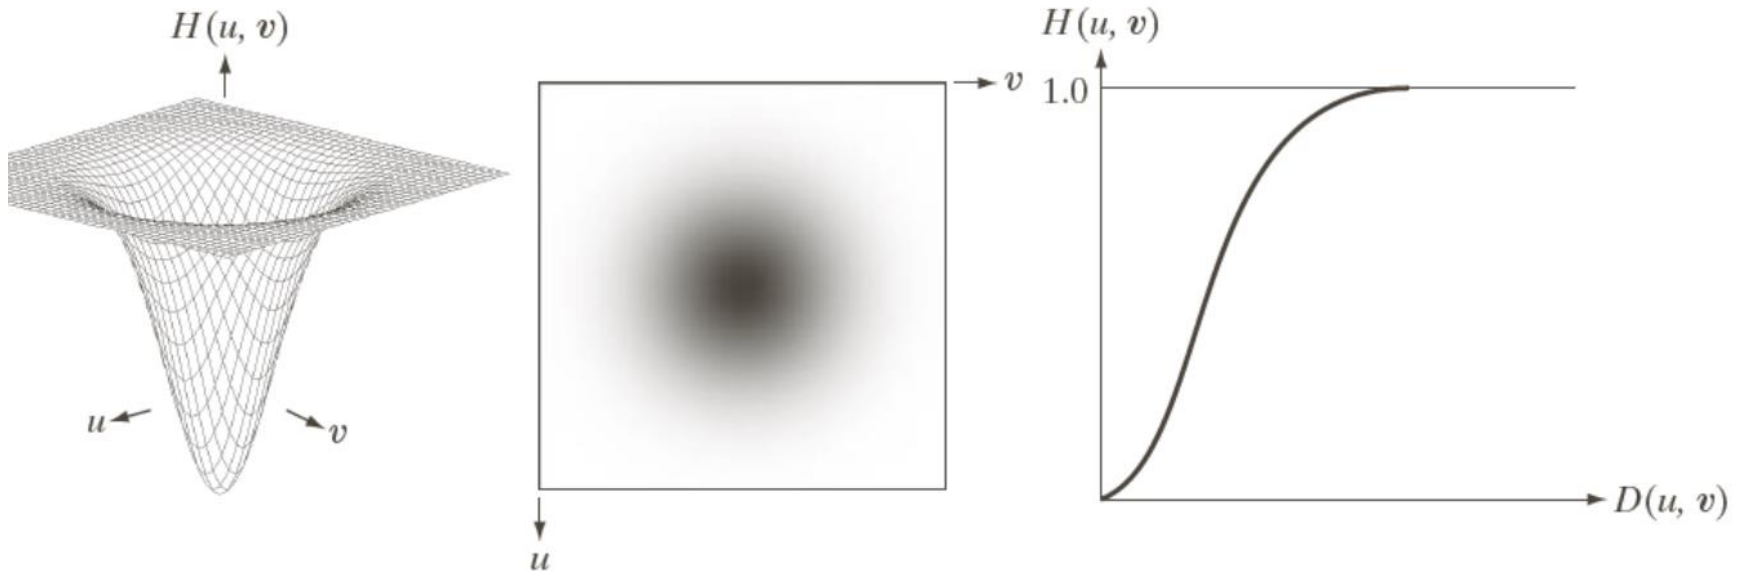 H(u, v)
u
v
v
u
H(u, v)
1.0
D(u, v)